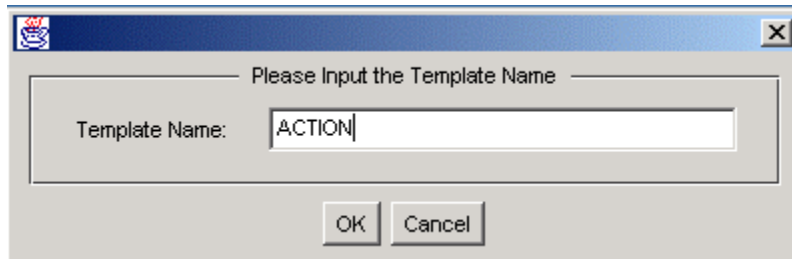 Please Input the Template Name
Template Name: ACTION
OK Cancel